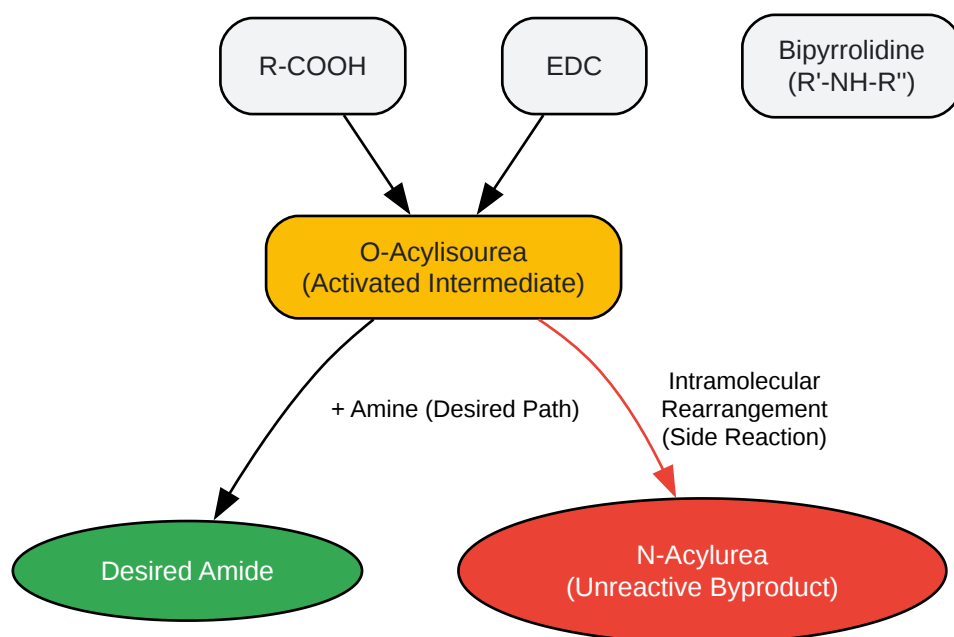 R-COOH
EDC
Bipyrrolidine
(R'-NH-R'')
O-Acylisourea
(Activated Intermediate)
+ Amine (Desired Path)
Intramolecular
Rearrangement
(Side Reaction)
Desired Amide
N-Acylurea
(Unreactive Byproduct)